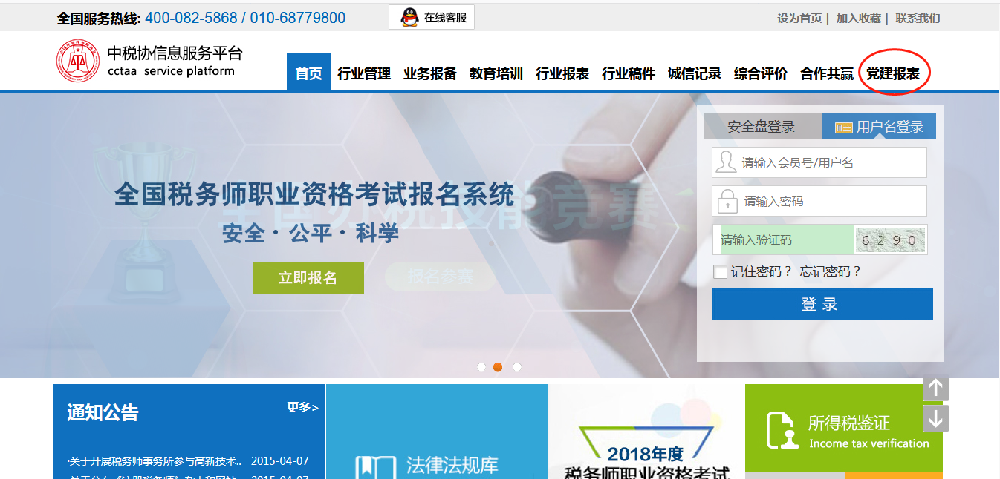 全国服务热线: 400-082-5868 / 010-68779800
在线客服
设为首页 | 加入收藏 | 联系我们
中税协信息服务平台
cctaa service platform
首页 行业管理 业务报备 教育培训 行业报表 行业稿件 诚信记录 综合评价 合作共赢 党建报表
安全盘登录 用户名登录
请输入会员号/用户名
请输入密码
请输入验证码 6290
记住密码？ 忘记密码？
登 录
全国税务师职业资格考试报名系统
全国办税技能竞赛
安全·公平·科学
立即报名
报名参赛
通知公告
更多>
·关于开展税务师事务所参与高新技术.. 2015-04-07
法律法规库
2018年度
税务师职业资格考试
所得税鉴证
Income tax verification